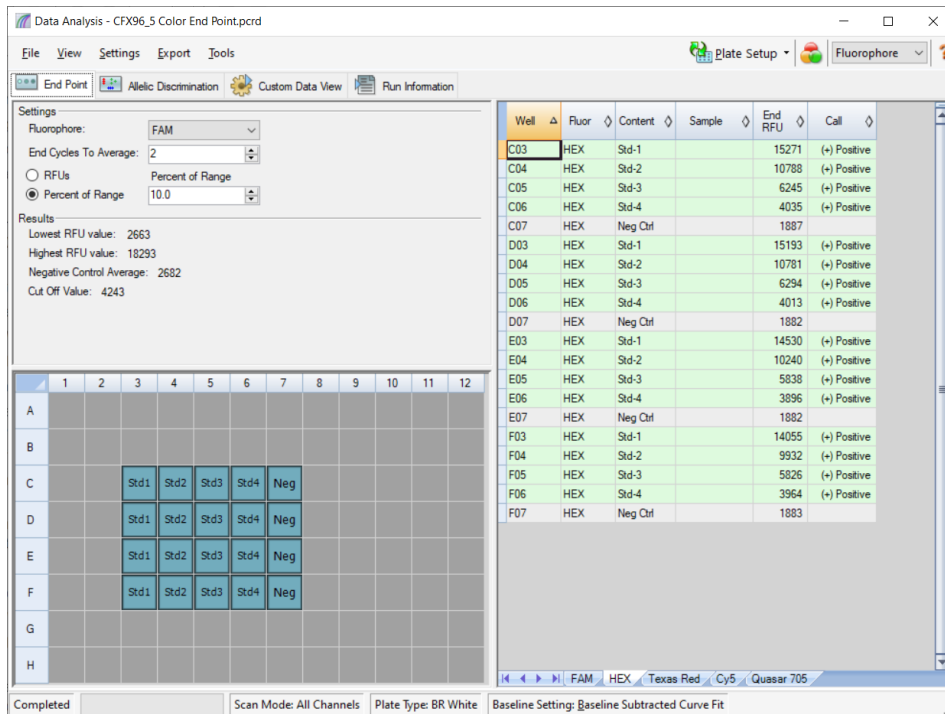 Data Analysis - CFX96_5 Color End Point.pcrd
File View Settings Export Tools Plate Setup Fluorophore ?
End Point Allelic Discrimination Custom Data View Run Information
Settings
Fluorophore: FAM
End Cycles To Average: 2
RFUs Percent of Range
Percent of Range 10.0
Results
Lowest RFU value: 2663
Highest RFU value: 18293
Negative Control Average: 2682
Cut Off Value: 4243
1 2 3 4 5 6 7 8 9 10 11 12
A
B
C Std1 Std2 Std3 Std4 Neg
D Std1 Std2 Std3 Std4 Neg
E Std1 Std2 Std3 Std4 Neg
F Std1 Std2 Std3 Std4 Neg
G
H
Well Fluor Content Sample End RFU Call
C03 HEX Std-1 15271 (+) Positive
C04 HEX Std-2 10788 (+) Positive
C05 HEX Std-3 6245 (+) Positive
C06 HEX Std-4 4035 (+) Positive
C07 HEX Neg Ctrl 1887
D03 HEX Std-1 15193 (+) Positive
D04 HEX Std-2 10781 (+) Positive
D05 HEX Std-3 6294 (+) Positive
D06 HEX Std-4 4013 (+) Positive
D07 HEX Neg Ctrl 1882
E03 HEX Std-1 14530 (+) Positive
E04 HEX Std-2 10240 (+) Positive
E05 HEX Std-3 5838 (+) Positive
E06 HEX Std-4 3896 (+) Positive
E07 HEX Neg Ctrl 1882
F03 HEX Std-1 14055 (+) Positive
F04 HEX Std-2 9932 (+) Positive
F05 HEX Std-3 5826 (+) Positive
F06 HEX Std-4 3964 (+) Positive
F07 HEX Neg Ctrl 1883
FAM HEX Texas Red Cy5 Quasar 705
Completed Scan Mode: All Channels Plate Type: BR White Baseline Setting: Baseline Subtracted Curve Fit